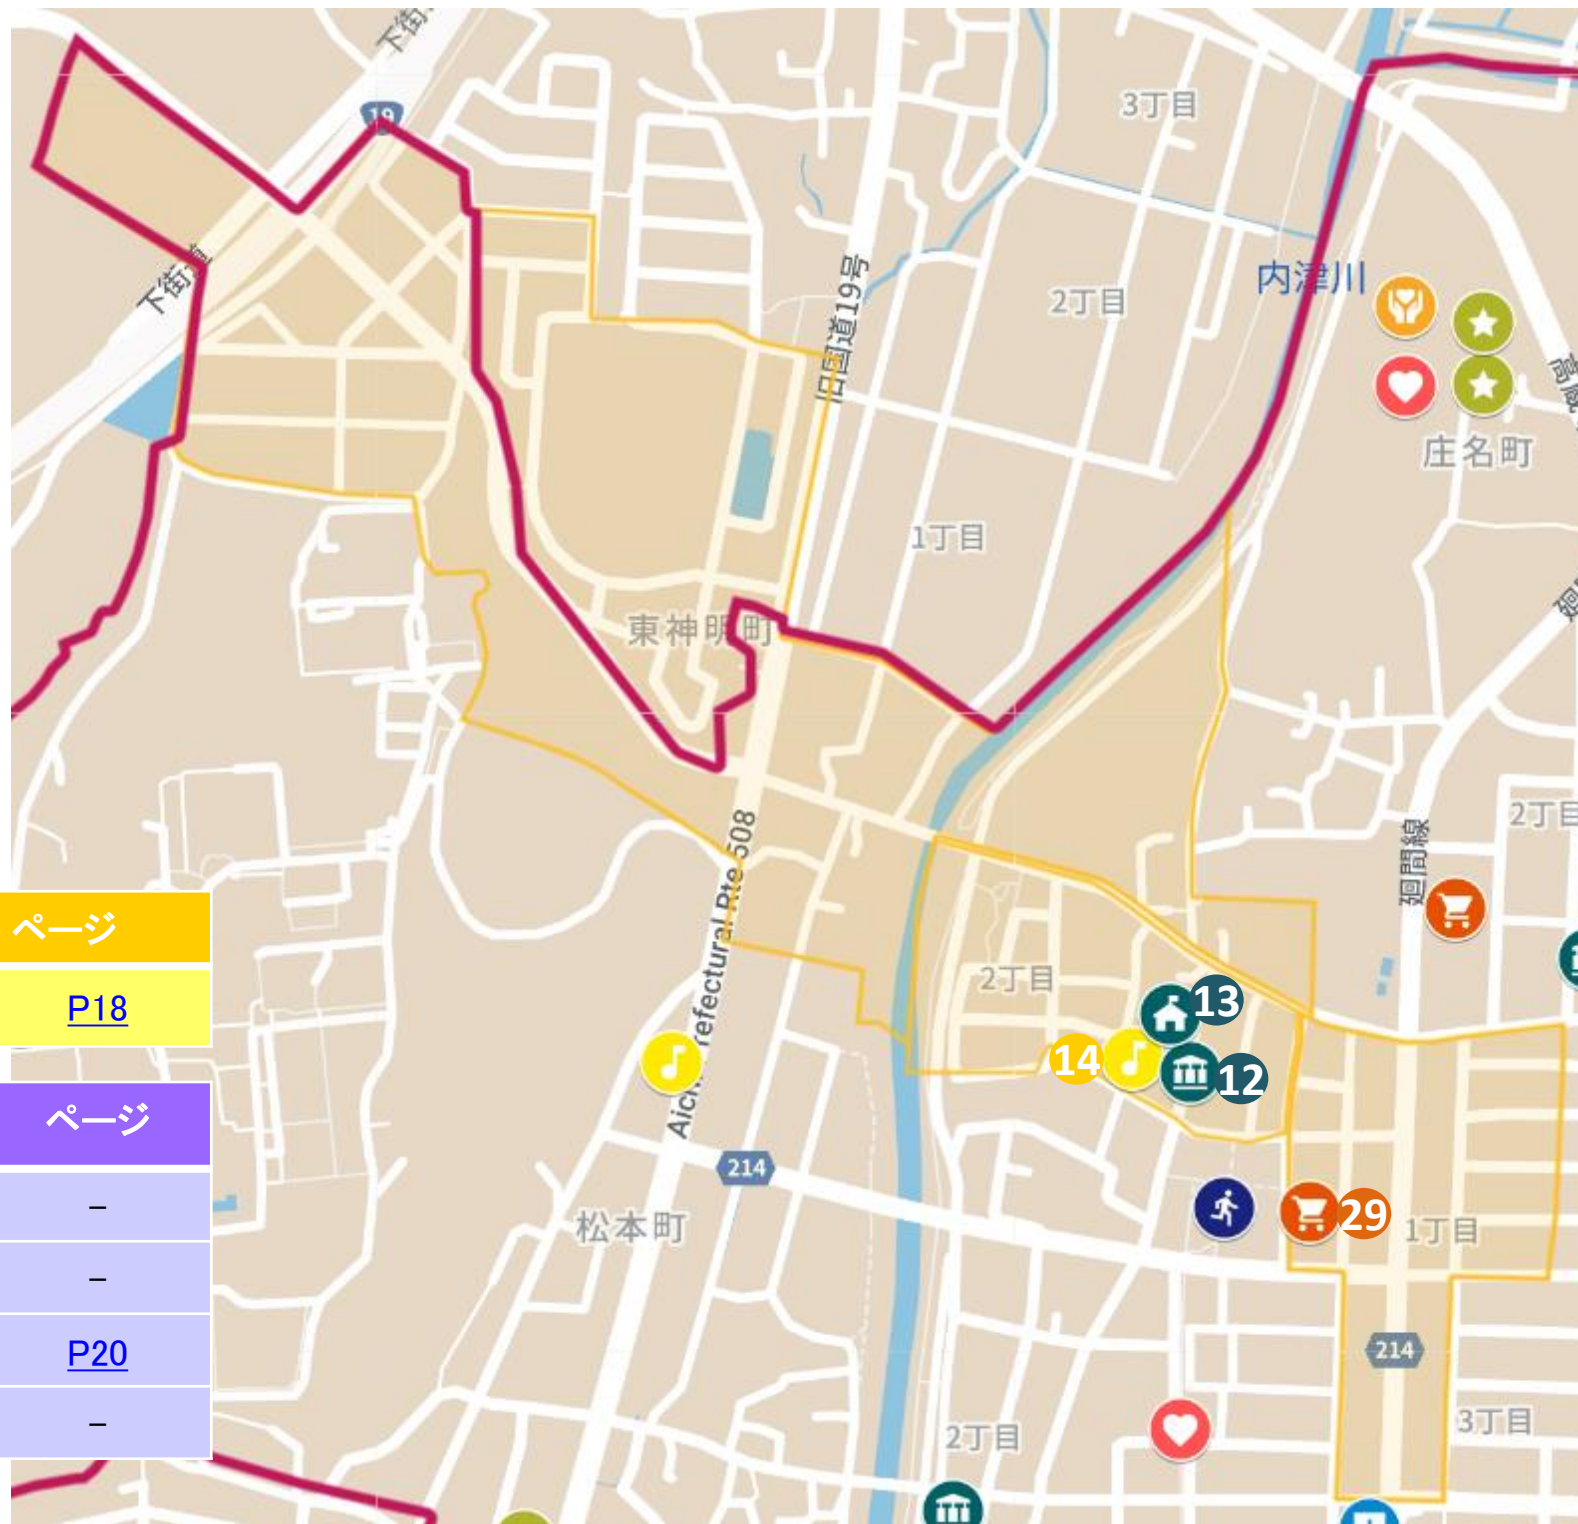 下街道
19
3丁目
下街道
内津川
旧国道19号
2丁目
庄名町
1丁目
東神明町
2丁目
廻間線
Aichi Prefectural Rte 508
ページ
P18
2丁目
13
14
12
ページ
–
–
P20
–
214
松本町
29
1丁目
214
2丁目
3丁目